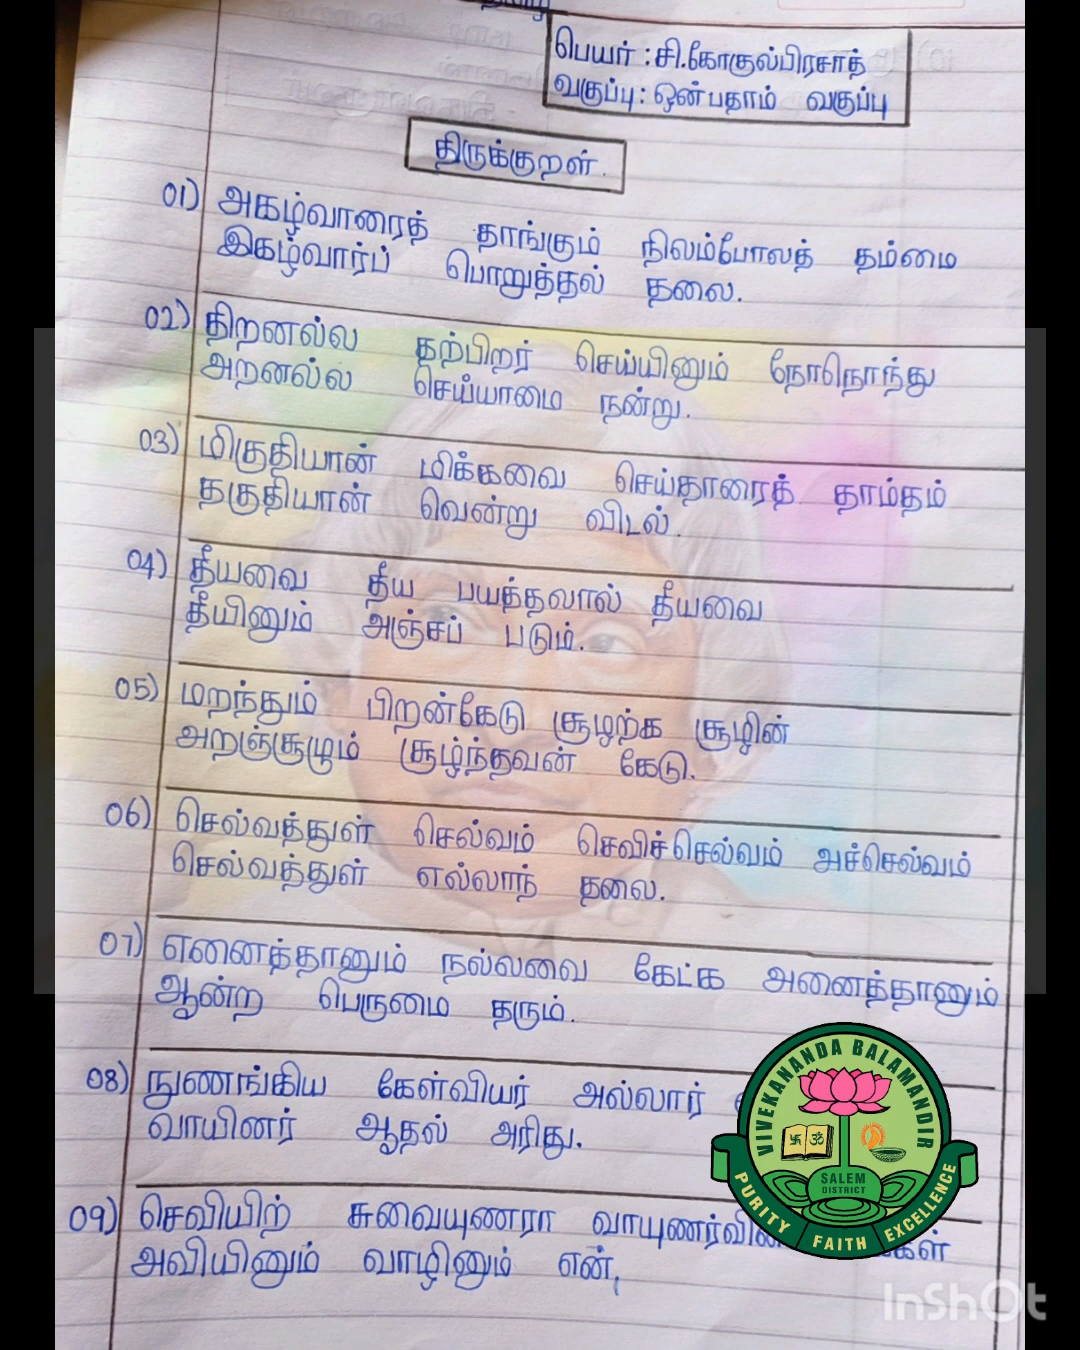 பெயர் : சி.கோகுல்பிரசாத்
வகுப்பு : ஒன்பதாம் வகுப்பு
திருக்குறள்.
01) அகழ்வாரைத் தாங்கும் நிலம்போலத் தம்மை
இகழ்வார்ப் பொறுத்தல் தலை.
02) திறனல்ல தற்பிறர் செய்யினும் நோநொந்து
அறனல்ல செய்யாமை நன்று.
03) மிகுதியான் மிக்கவை செய்தாரைத் தாம்தம்
தகுதியான் வென்று விடல்.
04) தீயவை தீய பயத்தலால் தீயவை
தீயினும் அஞ்சப் படும்.
05) மறந்தும் பிறன்கேடு சூழற்க சூழின்
அறஞ்சூழும் சூழ்ந்தவன் கேடு.
06) செல்வத்துள் செல்வம் செவிச்செல்வம் அச்செல்வம்
செல்வத்துள் எல்லாந் தலை.
07) எனைத்தானும் நல்லவை கேட்க அனைத்தானும்
ஆன்ற பெருமை தரும்.
08) நுணங்கிய கேள்வியர் அல்லார்
வாயினர் ஆதல் அரிது.
09) செவியிற் சுவையுணரா
அவியினும் வாழினும் என்,
VIVEKANANDA BALAMANDIR
SALEM
DISTRICT
PURITY FAITH EXCELLENCE
InShOt